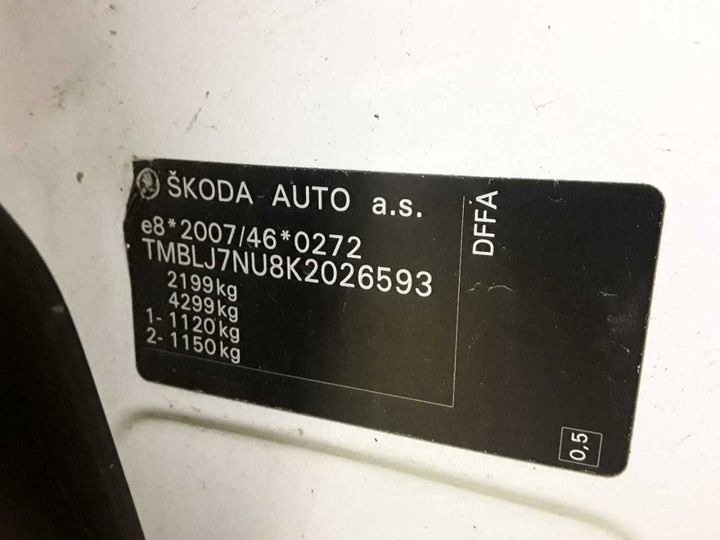 ŠKODA AUTO a.s.
e8*2007/46*0272
TMBLJ7NU8K2026593
2199kg
4299kg
1- 1120kg
2- 1150kg
DFFA
0,5